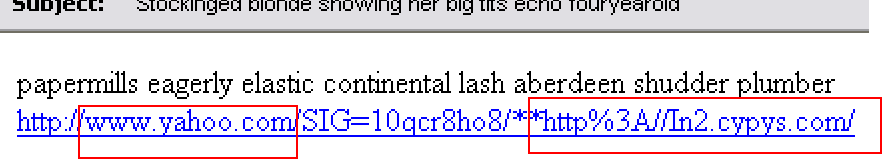 Subject: Stockinged blonde showing her big tits echo fouryearold
papermills eagerly elastic continental lash aberdeen shudder plumber
http://www.yahoo.com/SIG=10qcr8ho8/**http%3A//In2.cypys.com/